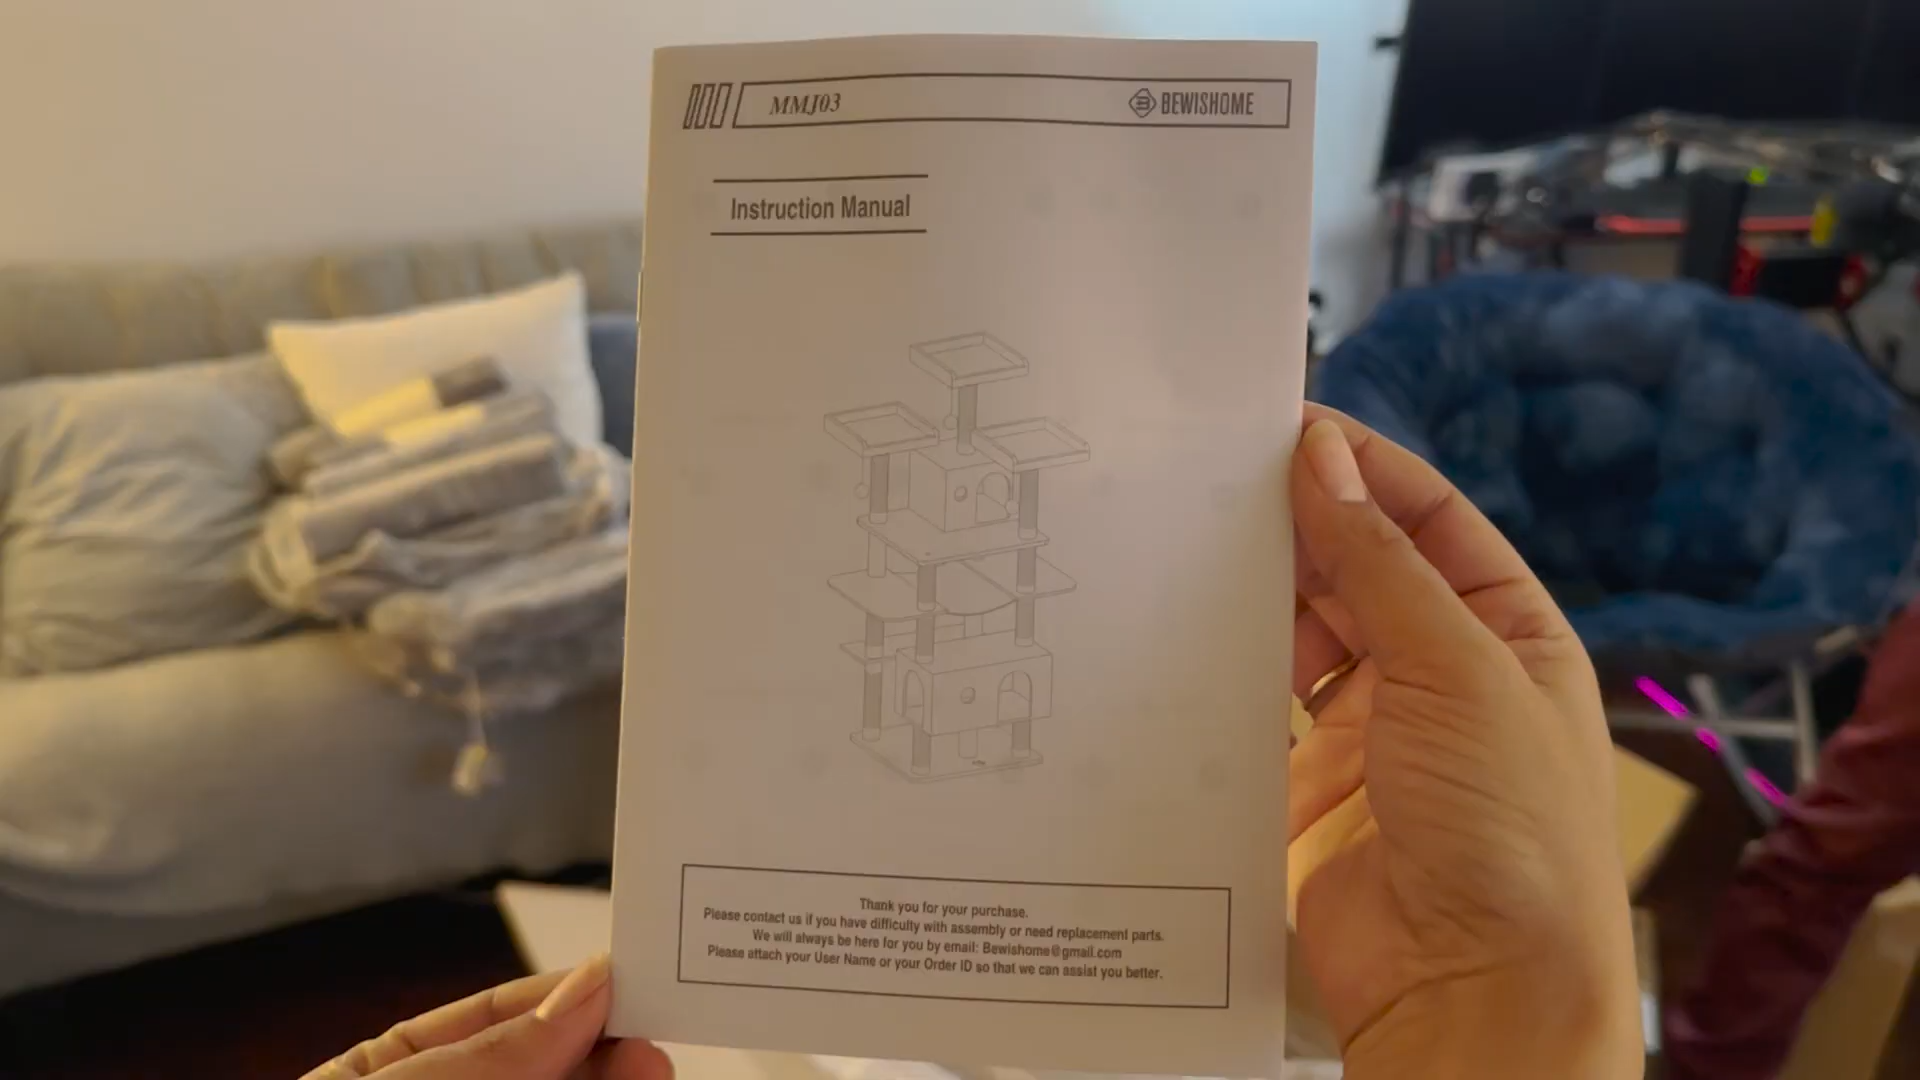 MMJ03
BEWISHOME
Instruction Manual
Thank you for your purchase.
Please contact us if you have difficulty with assembly or need replacement parts.
We will always be here for you by email: Bewishome@gmail.com
Please attach your User Name or your Order ID so that we can assist you better.